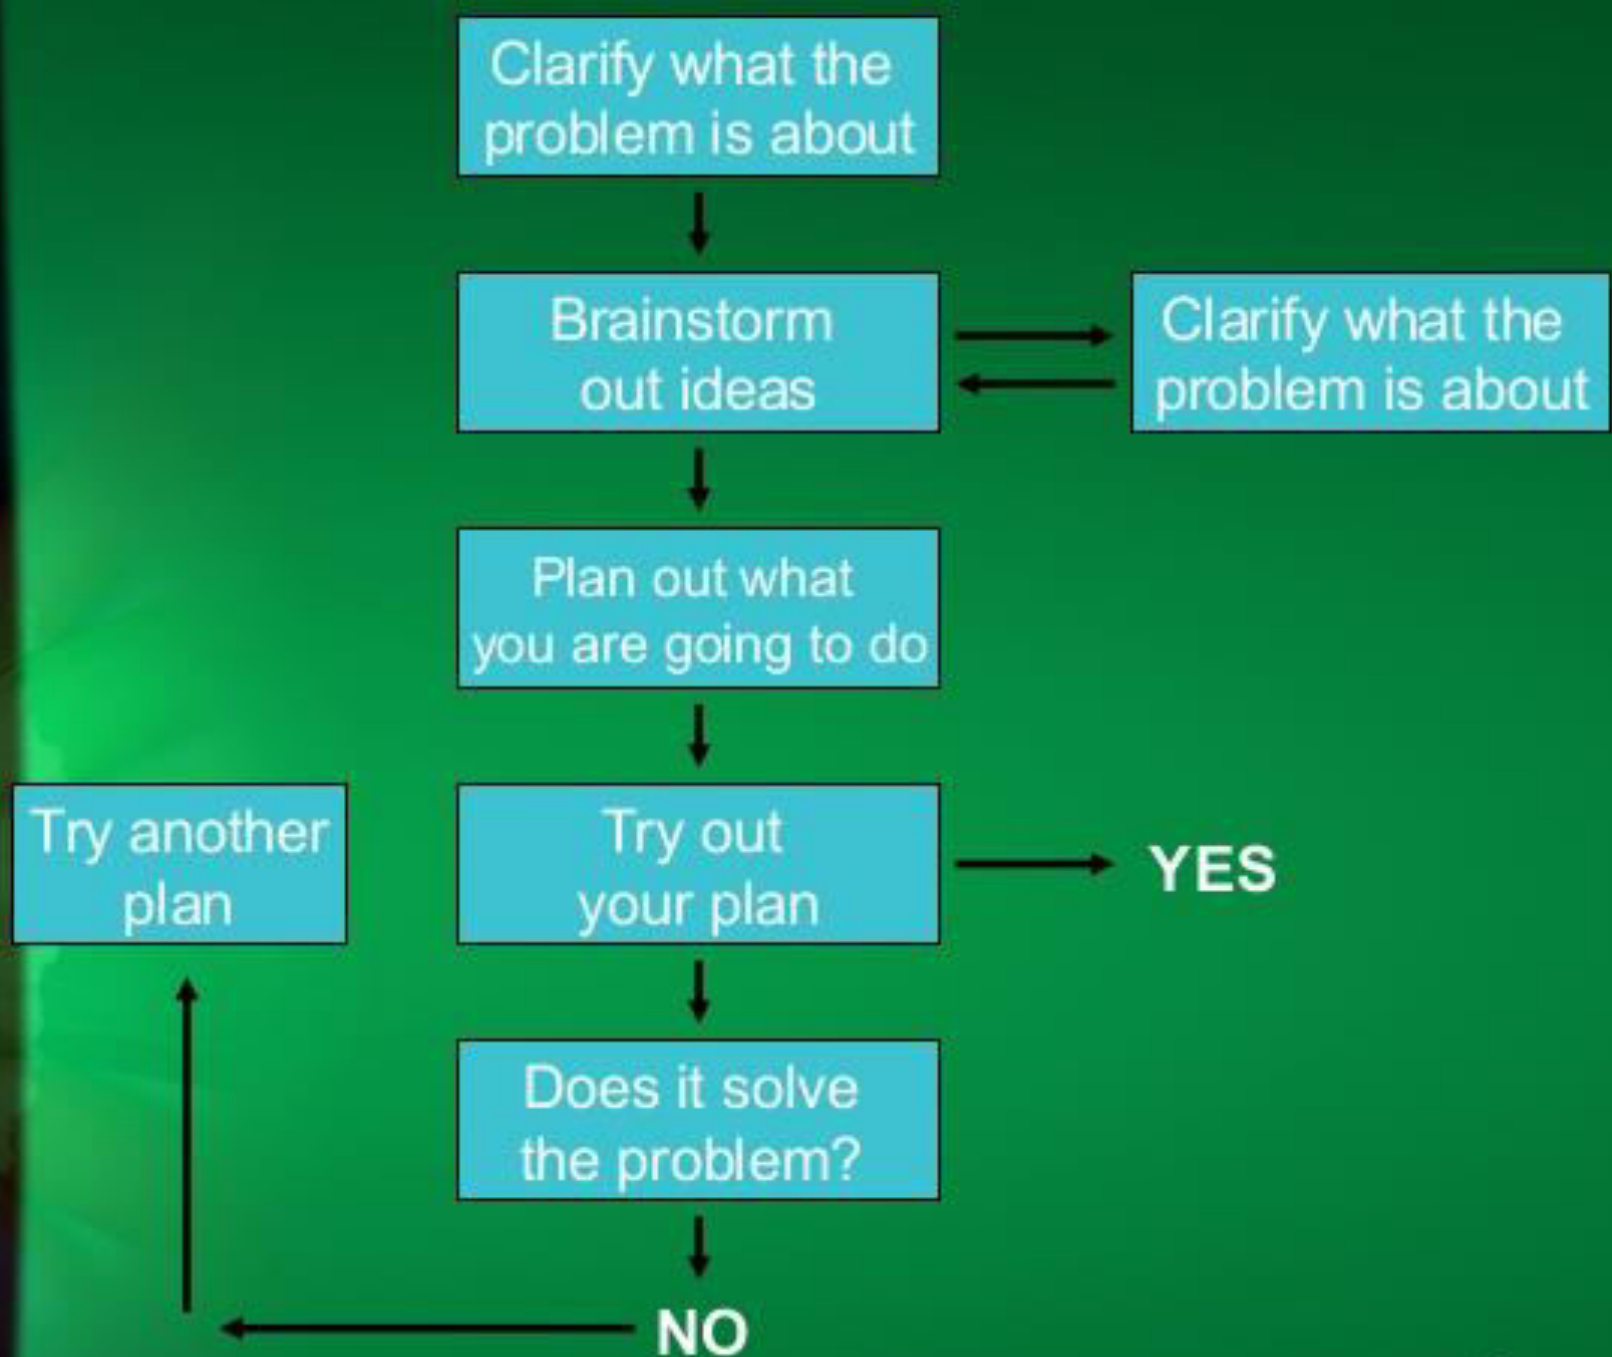 Clarify what the
problem is about
Brainstorm
out ideas
Clarify what the
problem is about
Plan out what
you are going to do
Try another
plan
Try out
your plan
YES
Does it solve
the problem?
NO